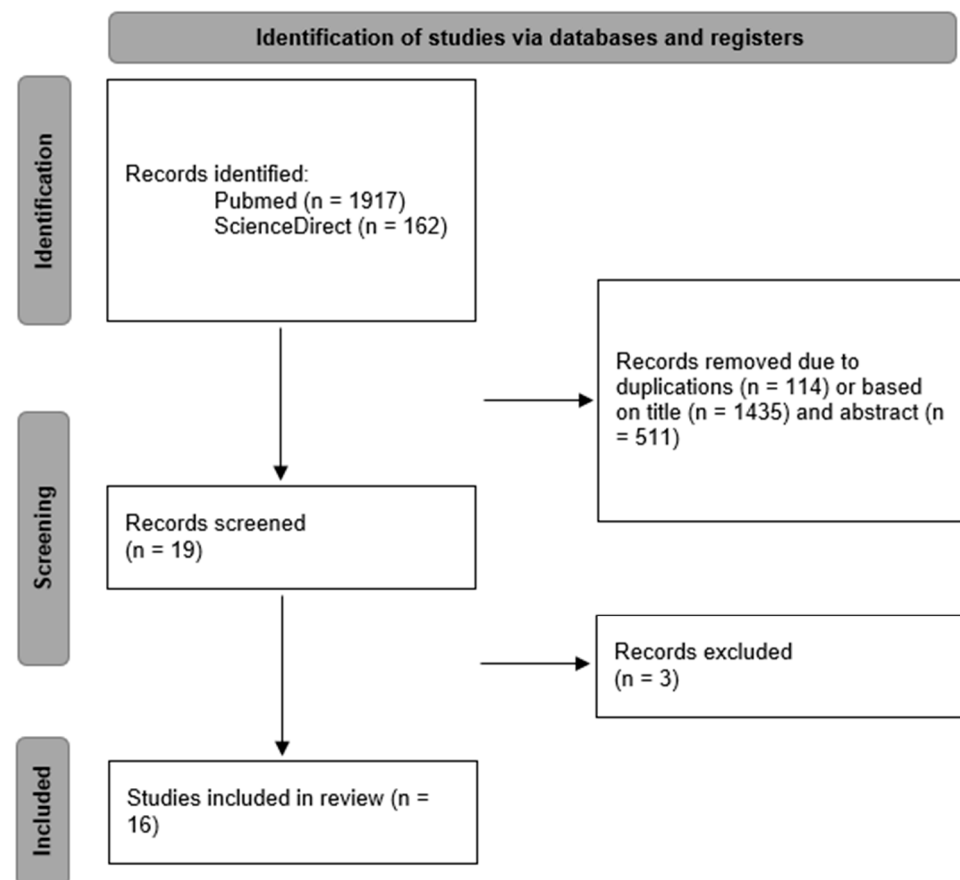 Identification of studies via databases and registers
Identification
Records identified:
Pubmed (n = 1917)
ScienceDirect (n = 162)
Records removed due to
duplications (n = 114) or based
on title (n = 1435) and abstract (n
= 511)
Screening
Records screened
(n = 19)
Records excluded
(n = 3)
Included
Studies included in review (n =
16)